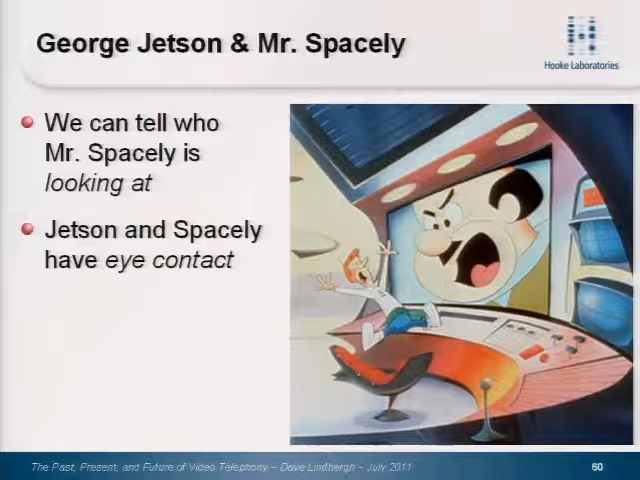 George Jetson & Mr. Spacely
Hooke Laboratories
We can tell who
Mr. Spacely is
looking at
Jetson and Spacely
have eye contact
The Past, Present, and Future of Video Telephony – Dave Lindbergh – July 2011
60